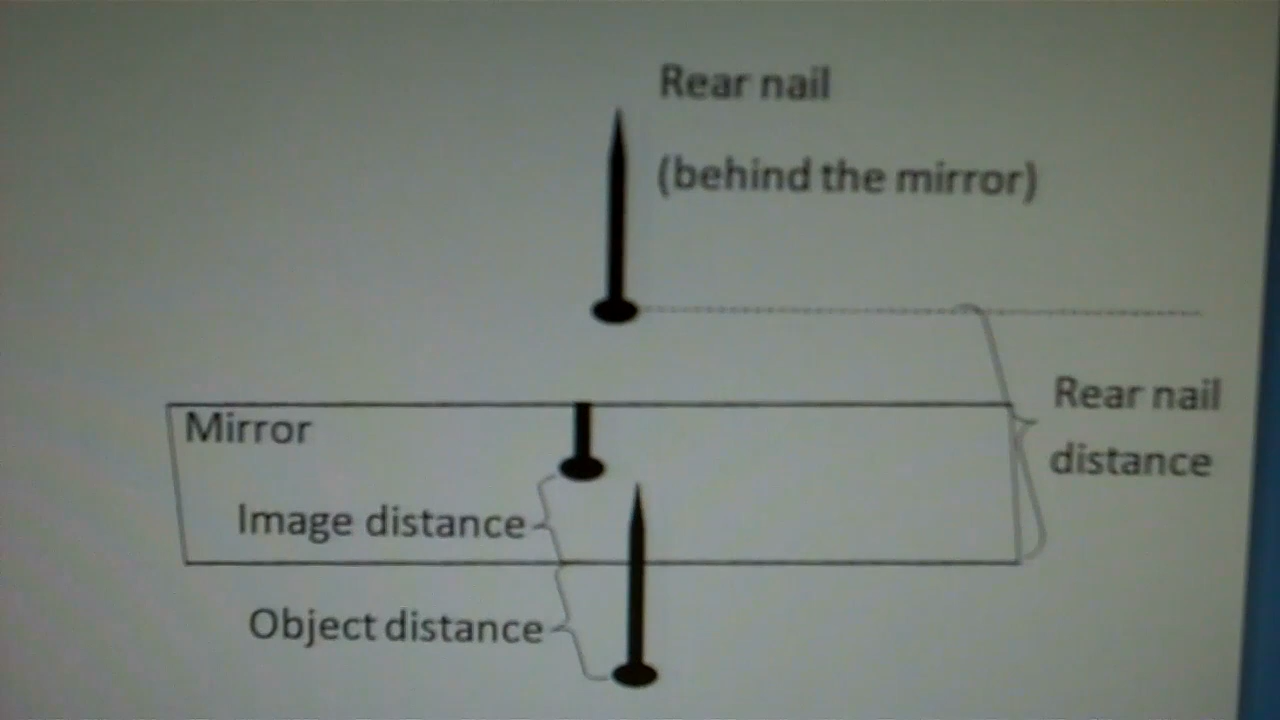 Rear nail
(behind the mirror)
Rear nail
distance
Mirror
Image distance
Object distance